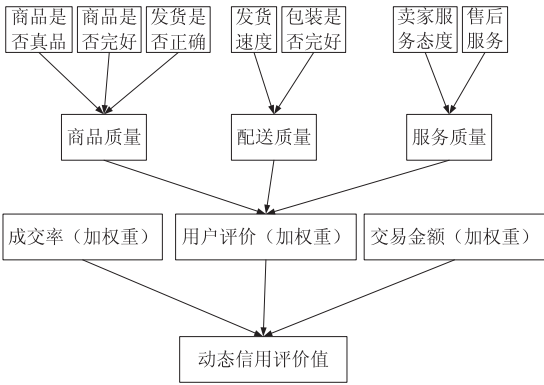 商品是
否真品
商品是
否完好
发货是
否正确
发货
速度
包装是
否完好
卖家服
务态度
售后
服务
商品质量
配送质量
服务质量
成交率（加权重）
用户评价（加权重）
交易金额（加权重）
动态信用评价值